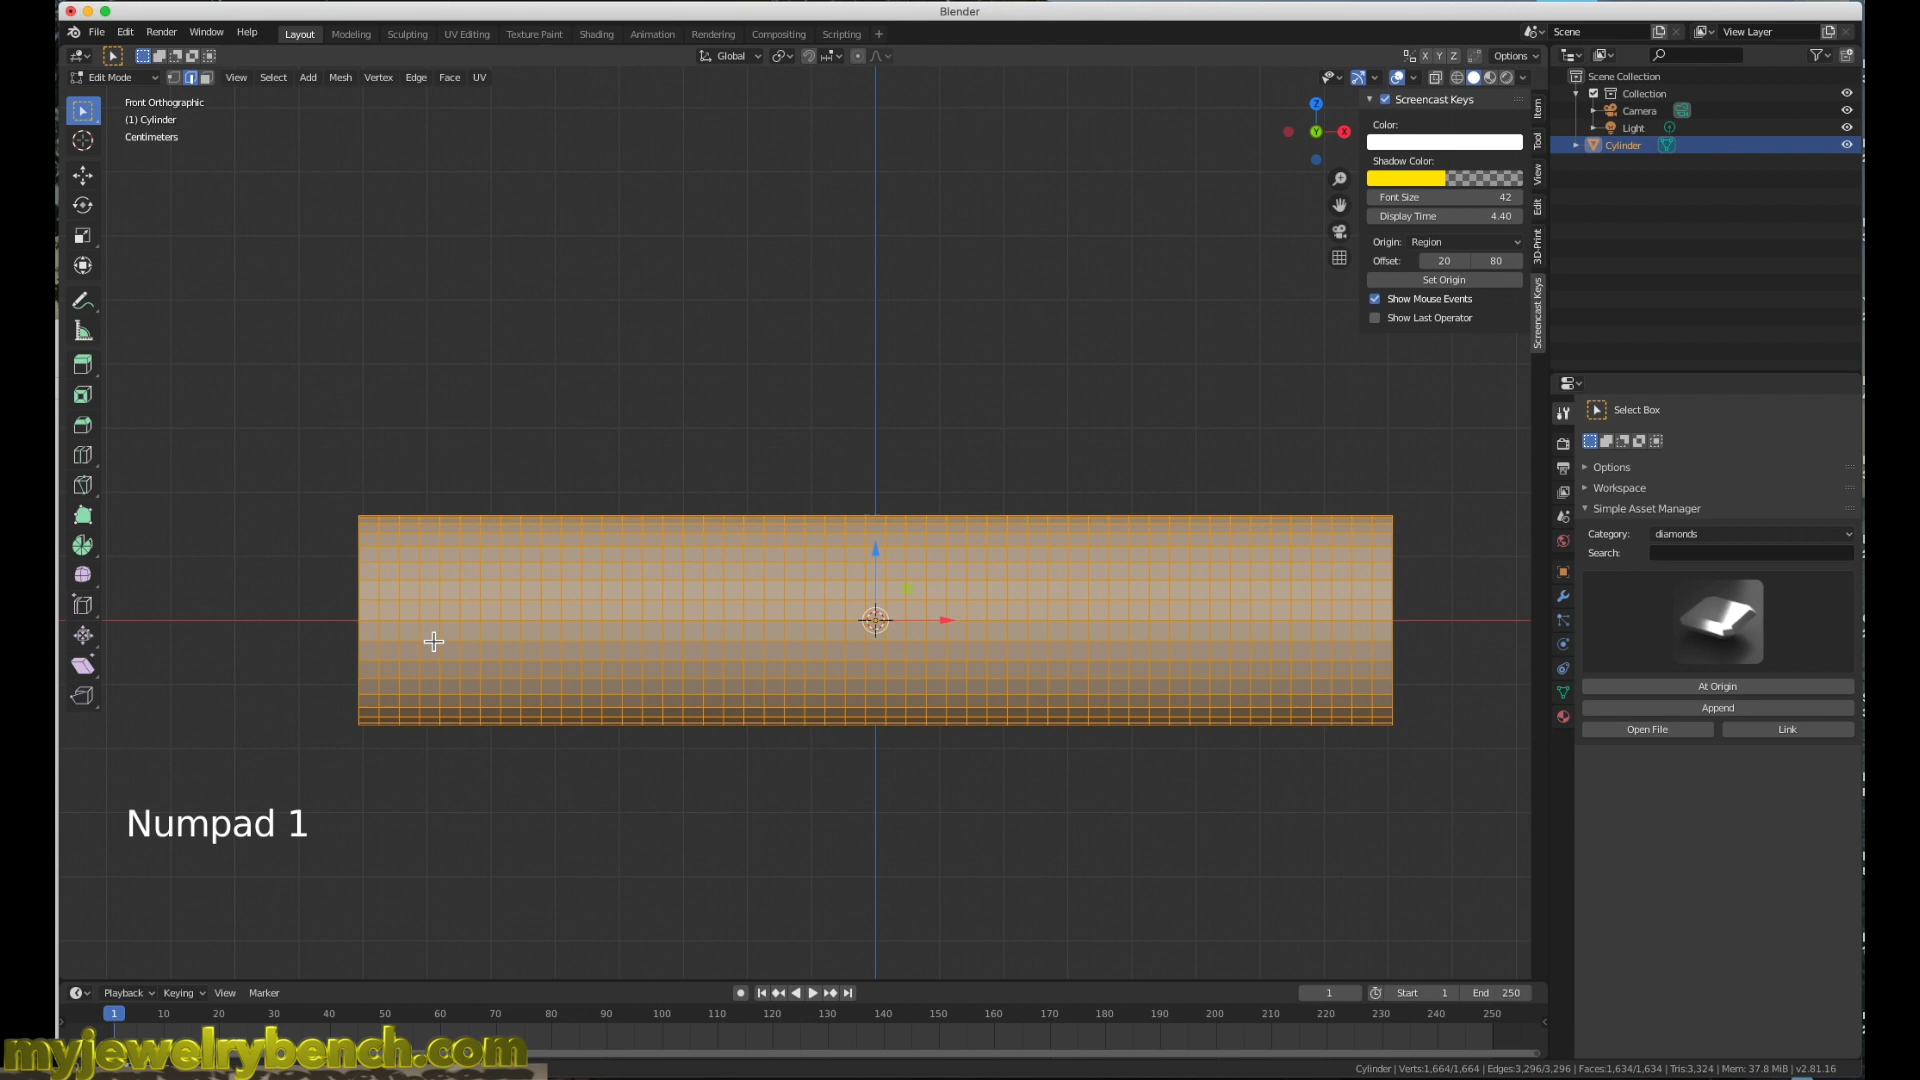 Blender
File Edit Render Window Help Layout Modeling Sculpting UV Editing Texture Paint Shading Animation Rendering Compositing Scripting + Scene View Layer
Global X Y Z Options
Edit Mode View Select Add Mesh Vertex Edge Face UV
Front Orthographic
(1) Cylinder
Centimeters
Z
Y X
Screencast Keys
Color:
Shadow Color:
Font Size 42
Display Time 4.40
Origin: Region
Offset: 20 80
Set Origin
Show Mouse Events
Show Last Operator
Item
Tool
View
Edit
3D-Print
Screencast Keys
Scene Collection
Collection
Camera
Light
Cylinder
Select Box
Options
Workspace
Simple Asset Manager
Category: diamonds
Search:
At Origin
Append
Open File Link
Numpad 1
Playback Keying View Marker 1 Start 1 End 250
1 10 20 30 40 50 60 70 80 90 100 110 120 130 140 150 160 170 180 190 200 210 220 230 240 250
myjewelrybench.com
Cylinder | Verts:1,664/1,664 | Edges:3,296/3,296 | Faces:1,634/1,634 | Tris:3,324 | Mem: 37.8 MiB | v2.81.16